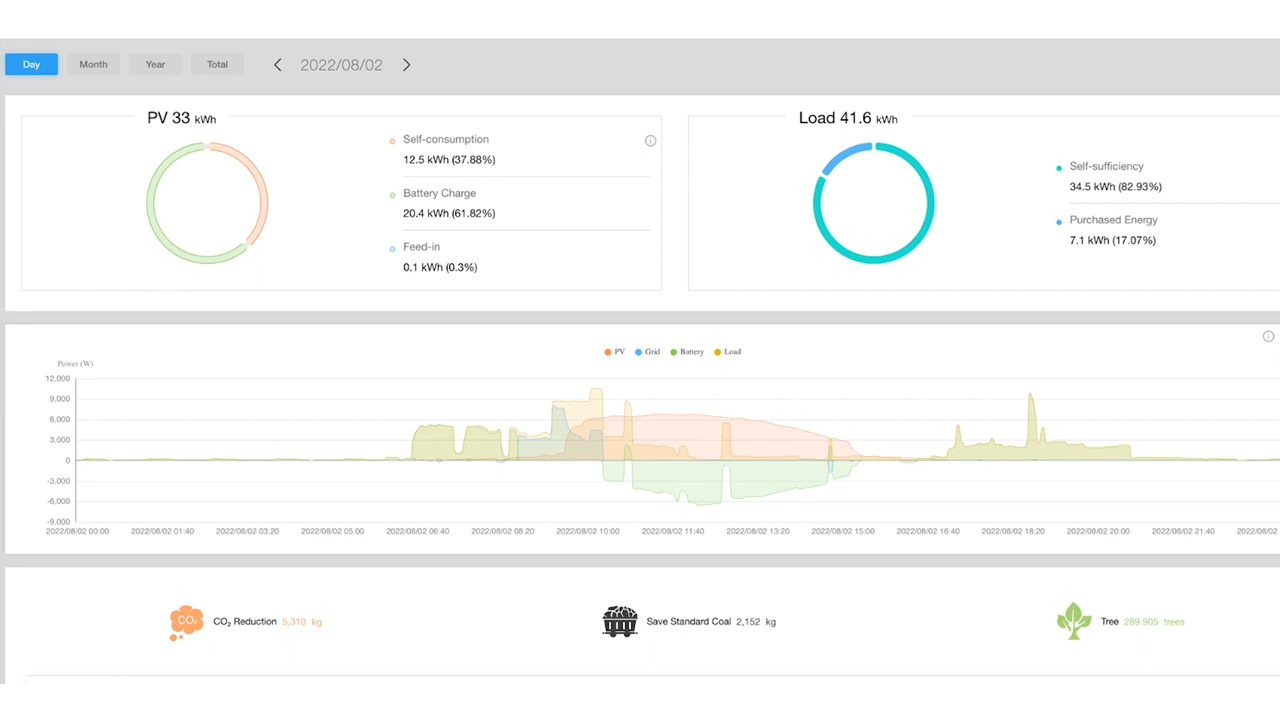 Day Month Year Total 2022/08/02
PV 33 kWh
Self-consumption
12.5 kWh (37.88%)
Battery Charge
20.4 kWh (61.82%)
Feed-in
0.1 kWh (0.3%)
Load 41.6 kWh
Self-sufficiency
34.5 kWh (82.93%)
Purchased Energy
7.1 kWh (17.07%)
PV Grid Battery Load
Power (W)
12,000
9,000
6,000
3,000
0
-3,000
-6,000
-9,000
2022/08/02 00:00 2022/08/02 01:40 2022/08/02 03:20 2022/08/02 05:00 2022/08/02 06:40 2022/08/02 08:20 2022/08/02 10:00 2022/08/02 11:40 2022/08/02 13:20 2022/08/02 15:00 2022/08/02 16:40 2022/08/02 18:20 2022/08/02 20:00 2022/08/02 21:40 2022/08/02
CO₂ CO₂ Reduction 5,310 kg
Save Standard Coal 2,152 kg
Tree 289.905 trees